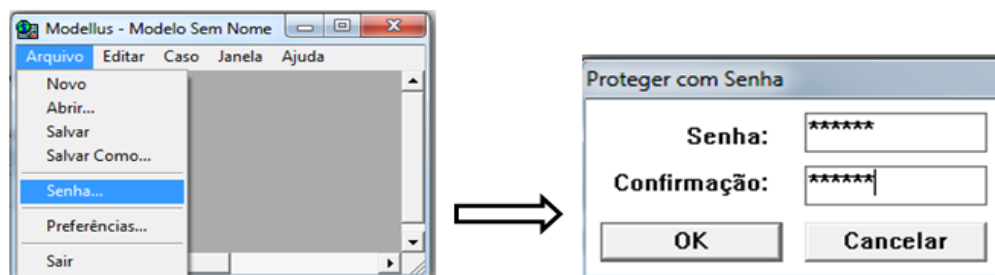 Modellus - Modelo Sem Nome
Arquivo Editar Caso Janela Ajuda
Novo
Abrir...
Salvar
Salvar Como...
Senha...
Preferências...
Sair
Proteger com Senha
Senha: ******
Confirmação: ******
OK Cancelar